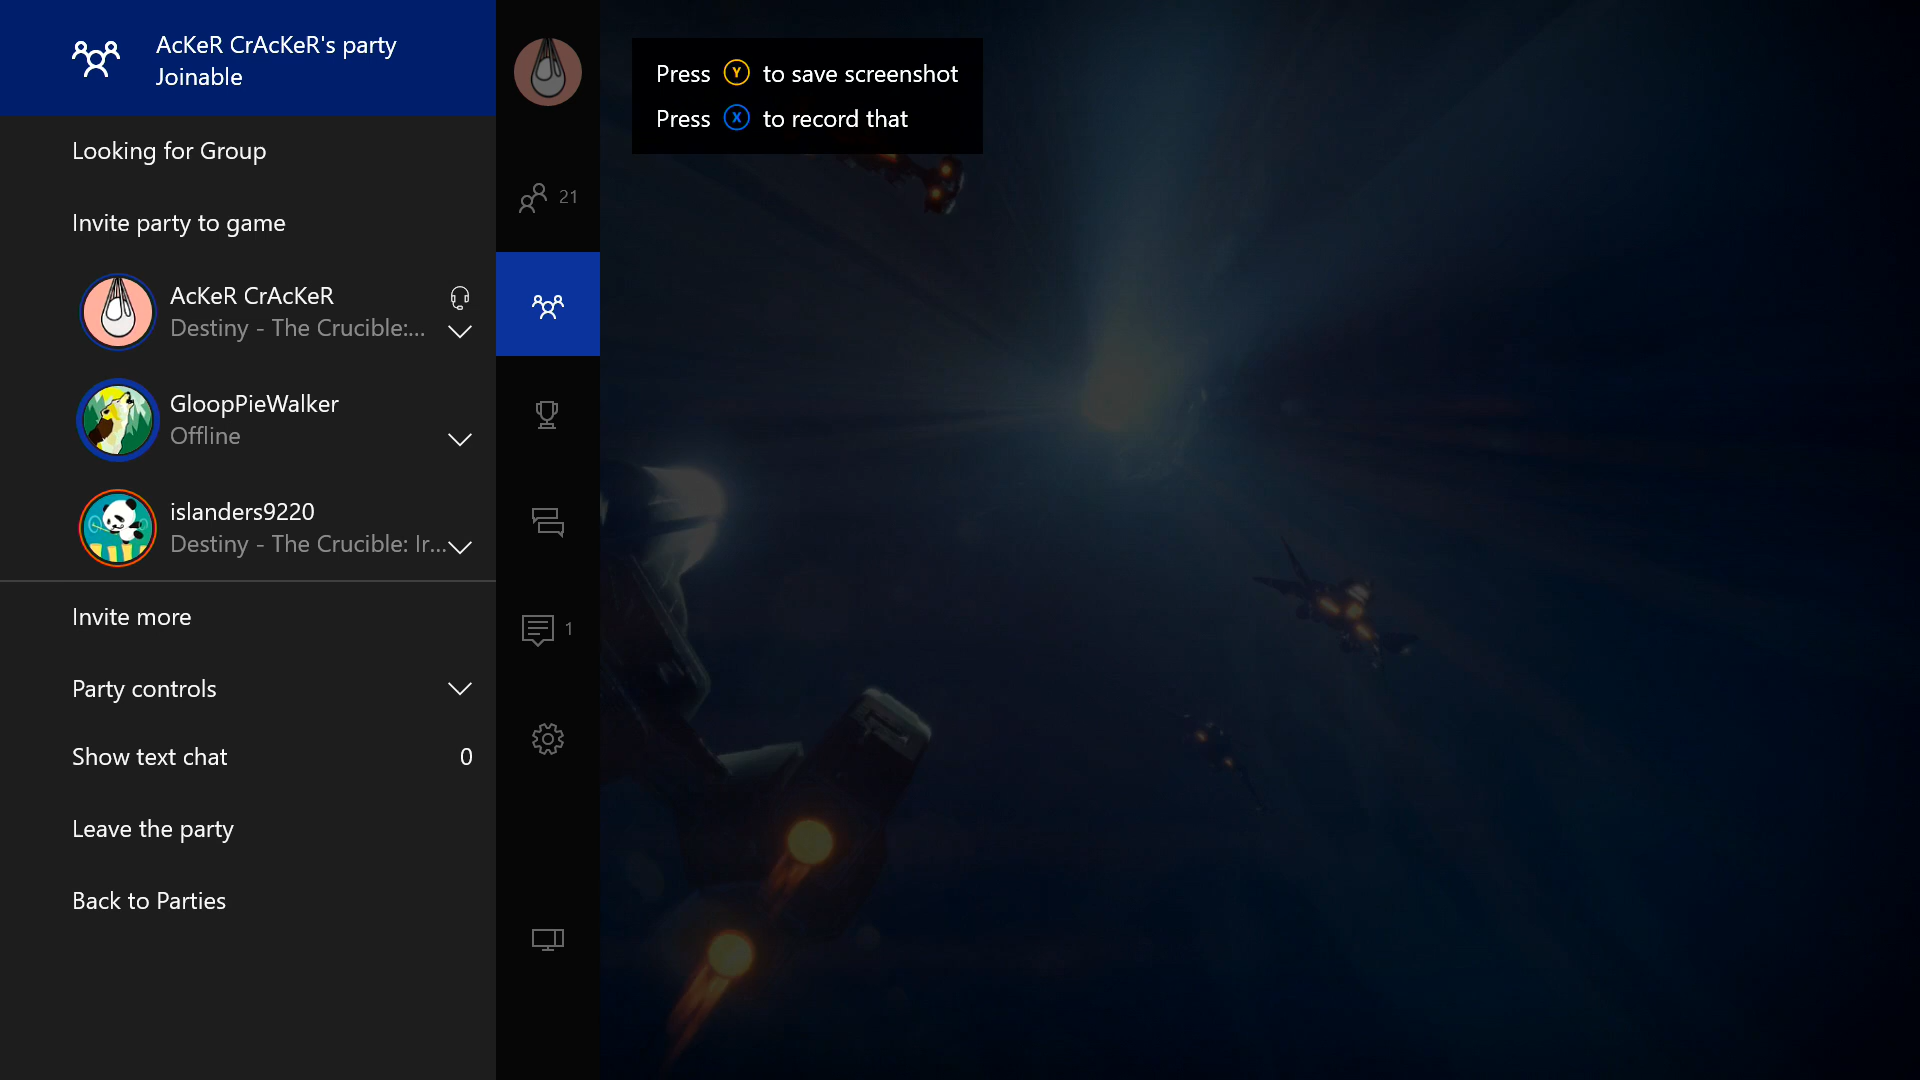 AcKeR CrAcKeR's party
Joinable
Looking for Group
Invite party to game
AcKeR CrAcKeR
Destiny - The Crucible:...
GloopPieWalker
Offline
islanders9220
Destiny - The Crucible: Ir...
Invite more
Party controls
Show text chat 0
Leave the party
Back to Parties
21
1
Press Y to save screenshot
Press X to record that